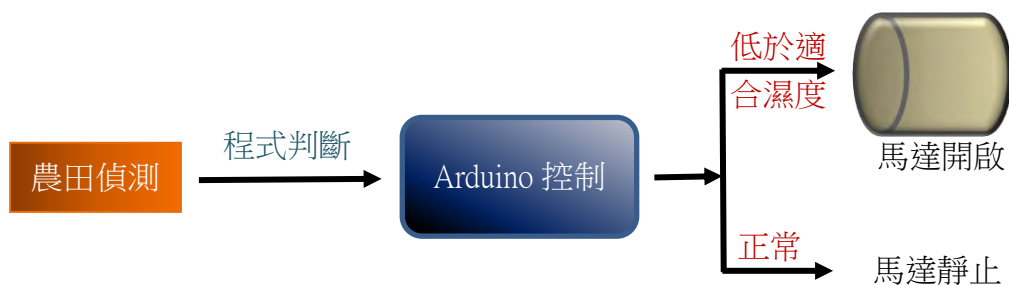 農田偵測
程式判斷
Arduino 控制
低於適
合濕度
馬達開啟
正常
馬達靜止